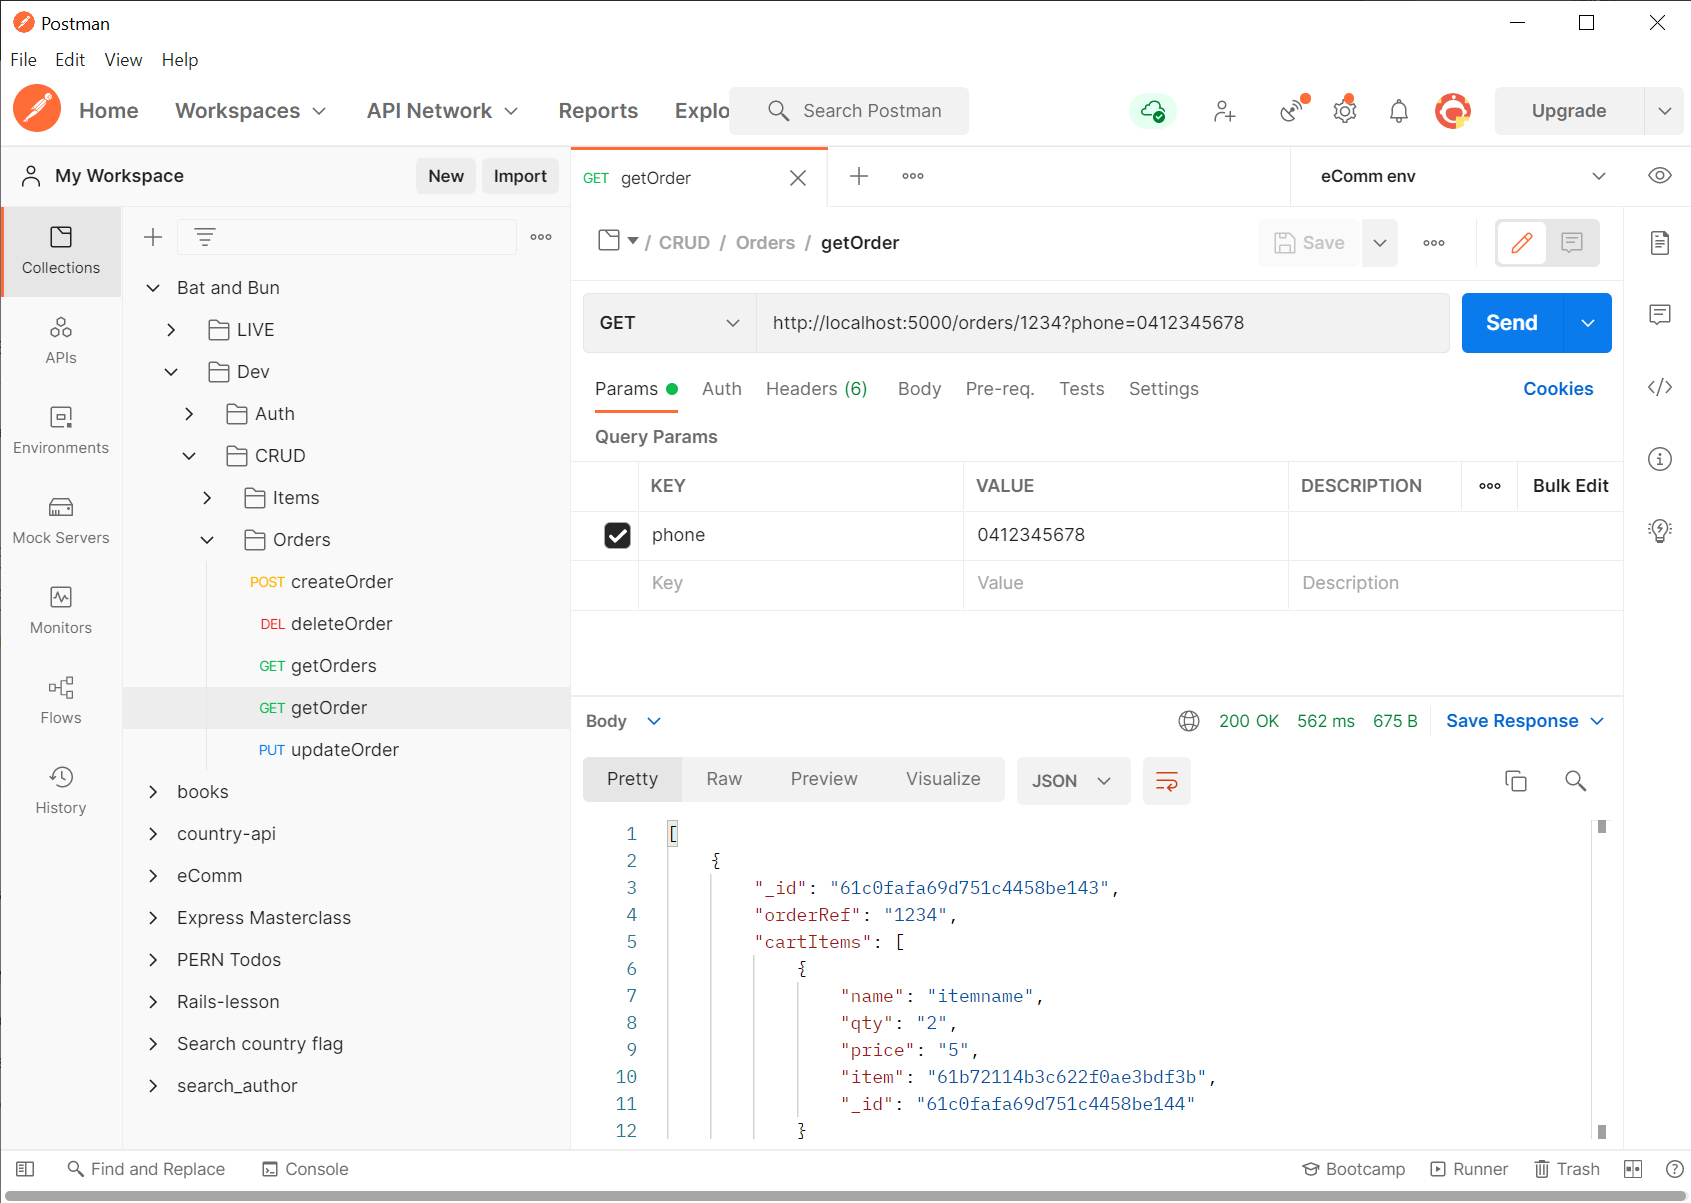 Postman
File Edit View Help
Home Workspaces API Network Reports Explo Search Postman Upgrade
My Workspace New Import
GET getOrder
eComm env
Collections
APIs
Environments
Mock Servers
Monitors
Flows
History
Bat and Bun
LIVE
Dev
Auth
CRUD
Items
Orders
POST createOrder
DEL deleteOrder
GET getOrders
GET getOrder
PUT updateOrder
books
country-api
eComm
Express Masterclass
PERN Todos
Rails-lesson
Search country flag
search_author
/ CRUD / Orders / getOrder Save
GET http://localhost:5000/orders/1234?phone=0412345678 Send
Params Auth Headers (6) Body Pre-req. Tests Settings Cookies
Query Params
KEY VALUE DESCRIPTION Bulk Edit
phone 0412345678
Key Value Description
Body 200 OK 562 ms 675 B Save Response
Pretty Raw Preview Visualize JSON
1 [
2 {
3 "_id": "61c0fafa69d751c4458be143",
4 "orderRef": "1234",
5 "cartItems": [
6 {
7 "name": "itemname",
8 "qty": "2",
9 "price": "5",
10 "item": "61b72114b3c622f0ae3bdf3b",
11 "_id": "61c0fafa69d751c4458be144"
12 }
Find and Replace Console Bootcamp Runner Trash